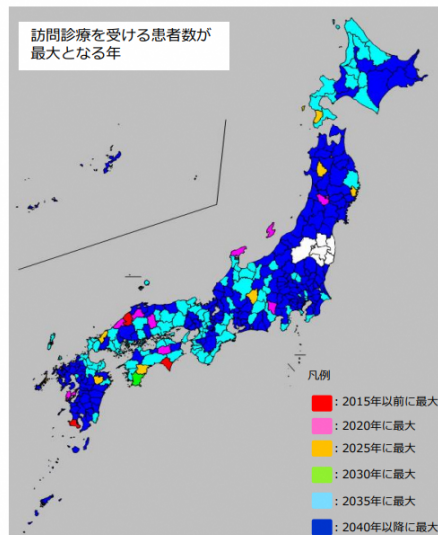 訪問診療を受ける患者数が
最大となる年
凡例
：2015年以前に最大
：2020年に最大
：2025年に最大
：2030年に最大
：2035年に最大
：2040年以降に最大